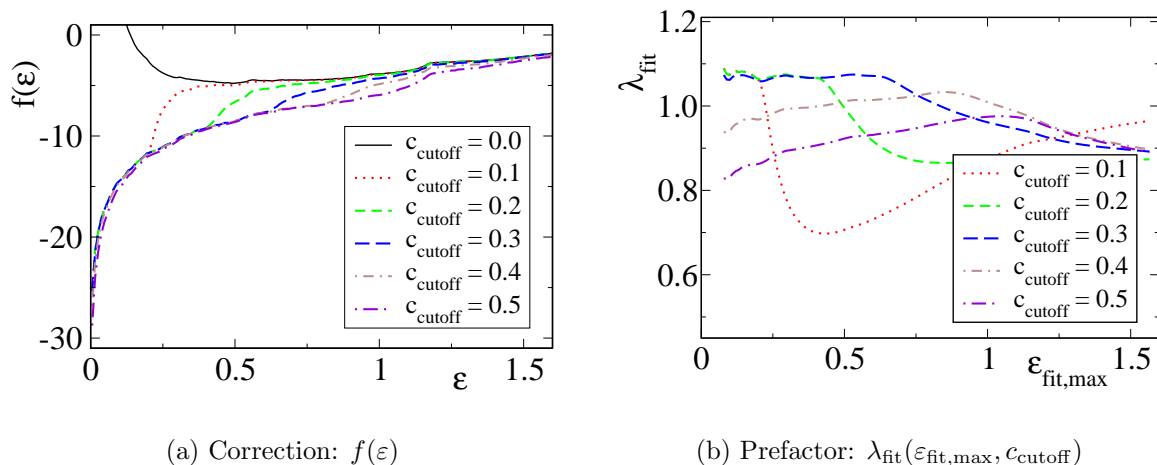 0
-10
-20
-30
f(ε)
0
0.5
1
1.5
ε
c_cutoff = 0.0
c_cutoff = 0.1
c_cutoff = 0.2
c_cutoff = 0.3
c_cutoff = 0.4
c_cutoff = 0.5
(a) Correction: f(ε)
1.2
1.0
0.8
0.6
λ_fit
0
0.5
1
1.5
ε_fit,max
c_cutoff = 0.1
c_cutoff = 0.2
c_cutoff = 0.3
c_cutoff = 0.4
c_cutoff = 0.5
(b) Prefactor: λ_fit(ε_fit,max, c_cutoff)